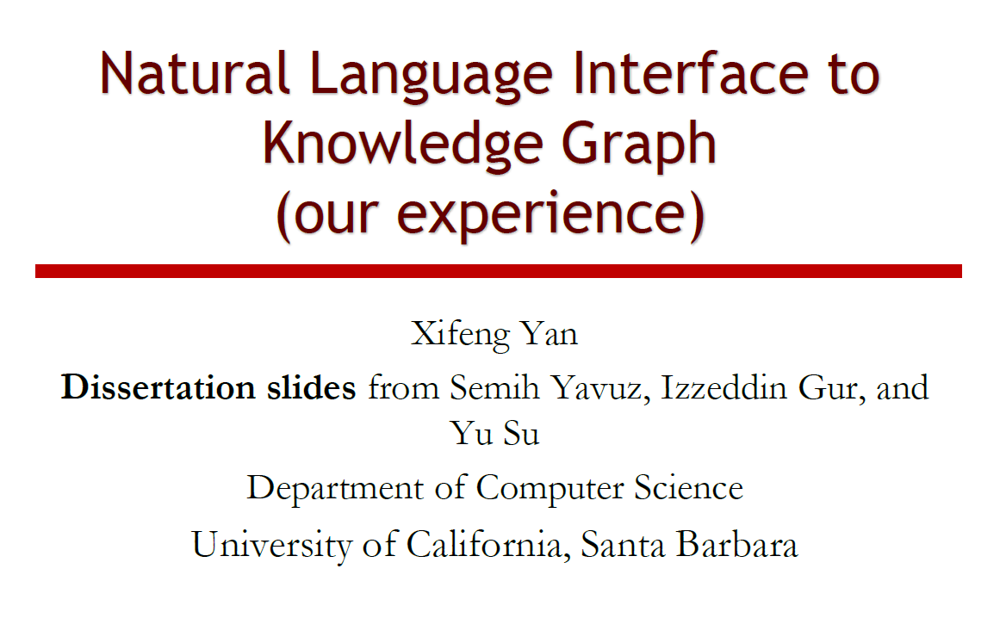 Natural Language Interface to
Knowledge Graph
(our experience)
Xifeng Yan
Dissertation slides from Semih Yavuz, Izzeddin Gur, and
Yu Su
Department of Computer Science
University of California, Santa Barbara